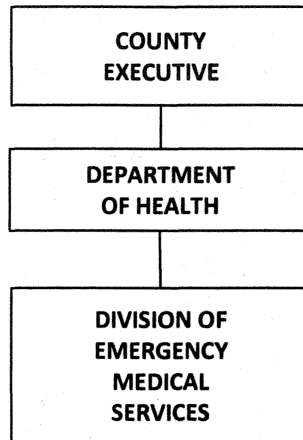 COUNTY
EXECUTIVE
DEPARTMENT
OF HEALTH
DIVISION OF
EMERGENCY
MEDICAL
SERVICES